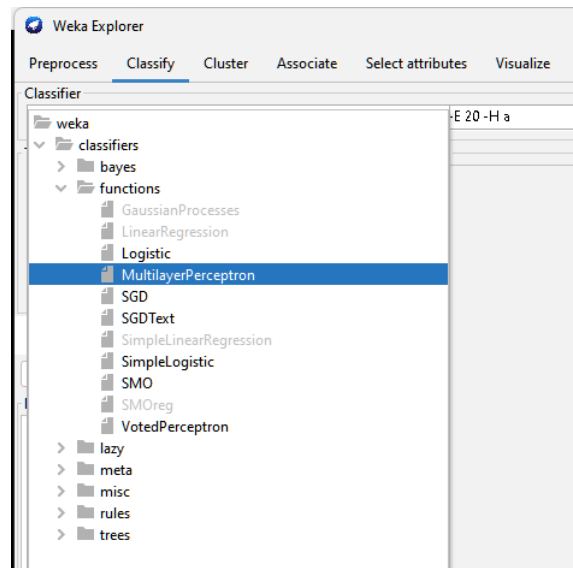 Weka Explorer
Preprocess Classify Cluster Associate Select attributes Visualize
Classifier
-E 20 -H a
weka
classifiers
bayes
functions
GaussianProcesses
LinearRegression
Logistic
MultilayerPerceptron
SGD
SGDText
SimpleLinearRegression
SimpleLogistic
SMO
SMOreg
VotedPerceptron
lazy
meta
misc
rules
trees